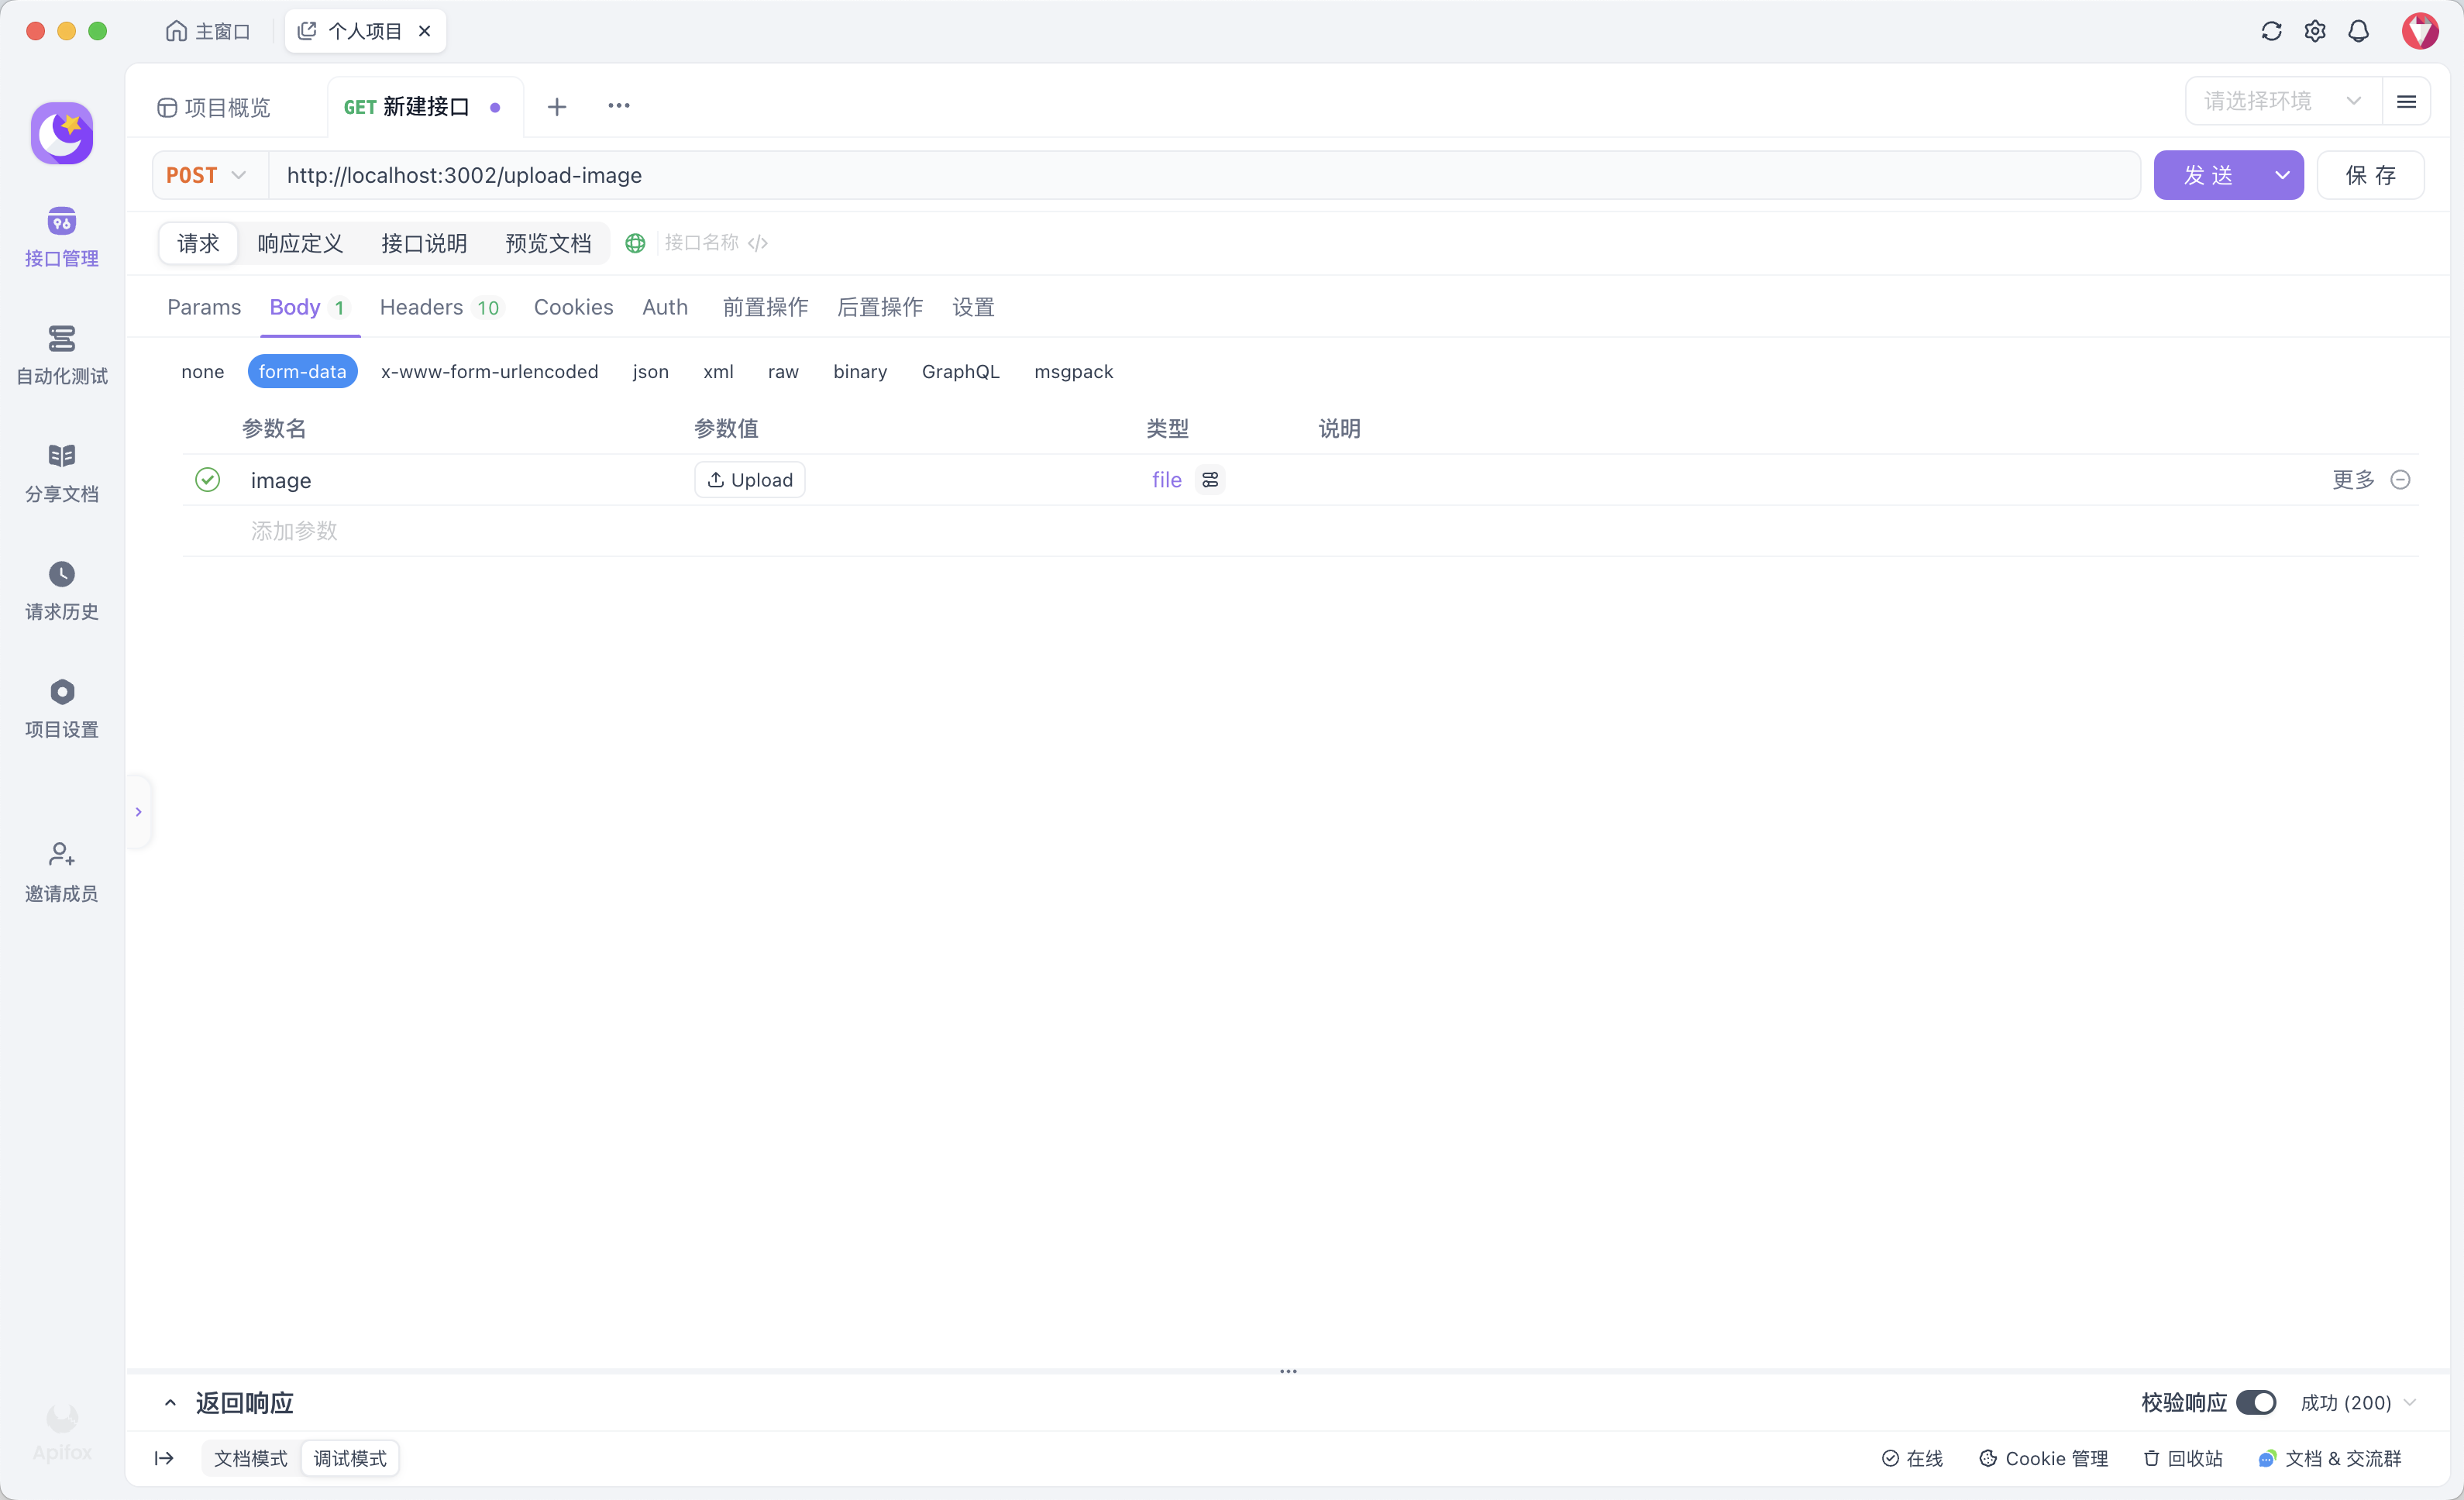 主窗口
个人项目
项目概览
GET 新建接口
请选择环境
POST
http://localhost:3002/upload-image
发送
保存
请求
响应定义
接口说明
预览文档
接口名称
Params
Body 1
Headers 10
Cookies
Auth
前置操作
后置操作
设置
none
form-data
x-www-form-urlencoded
json
xml
raw
binary
GraphQL
msgpack
参数名
参数值
类型
说明
image
Upload
file
更多
添加参数
接口管理
自动化测试
分享文档
请求历史
项目设置
邀请成员
Apifox
返回响应
校验响应
成功 (200)
文档模式
调试模式
在线
Cookie 管理
回收站
文档 & 交流群